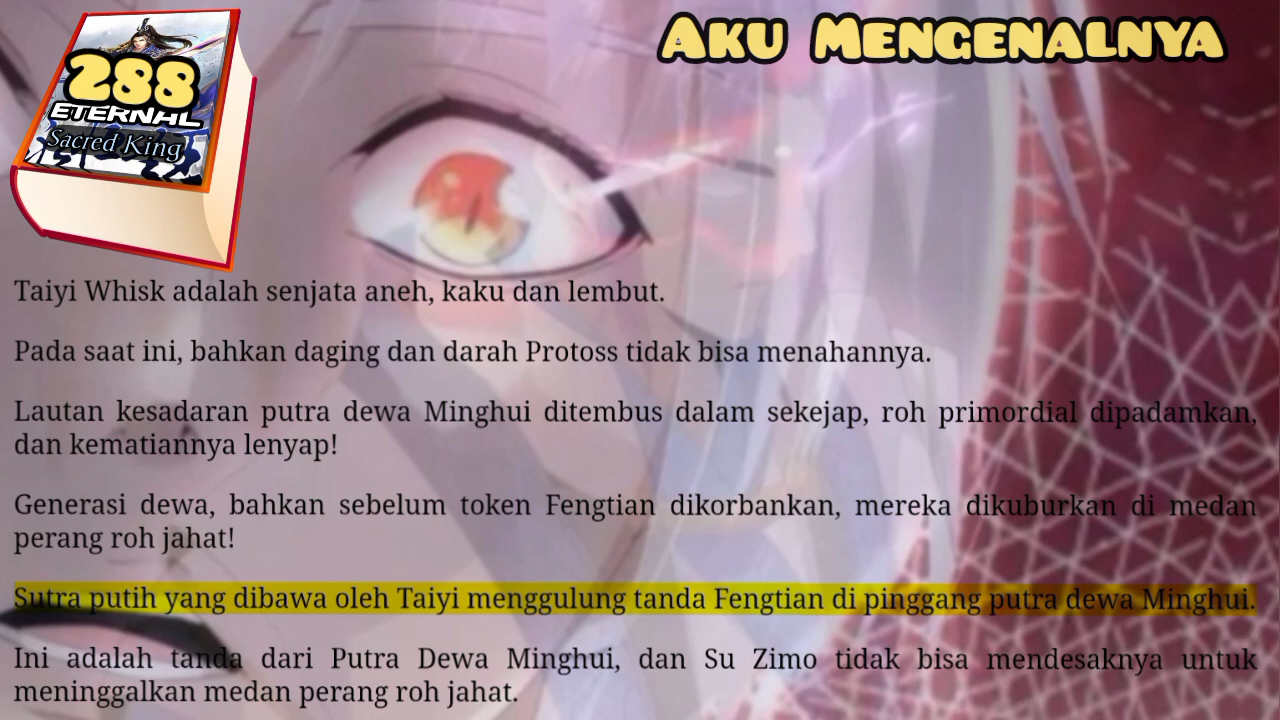 Aku Mengenalnya
288
ETERNAL
Sacred King
Taiyi Whisk adalah senjata aneh, kaku dan lembut.
Pada saat ini, bahkan daging dan darah Protoss tidak bisa menahannya.
Lautan kesadaran putra dewa Minghui ditembus dalam sekejap, roh primordial dipadamkan,
dan kematiannya lenyap!
Generasi dewa, bahkan sebelum token Fengtian dikorbankan, mereka dikuburkan di medan
perang roh jahat!
Sutra putih yang dibawa oleh Taiyi menggulung tanda Fengtian di pinggang putra dewa Minghui.
Ini adalah tanda dari Putra Dewa Minghui, dan Su Zimo tidak bisa mendesaknya untuk
meninggalkan medan perang roh jahat.